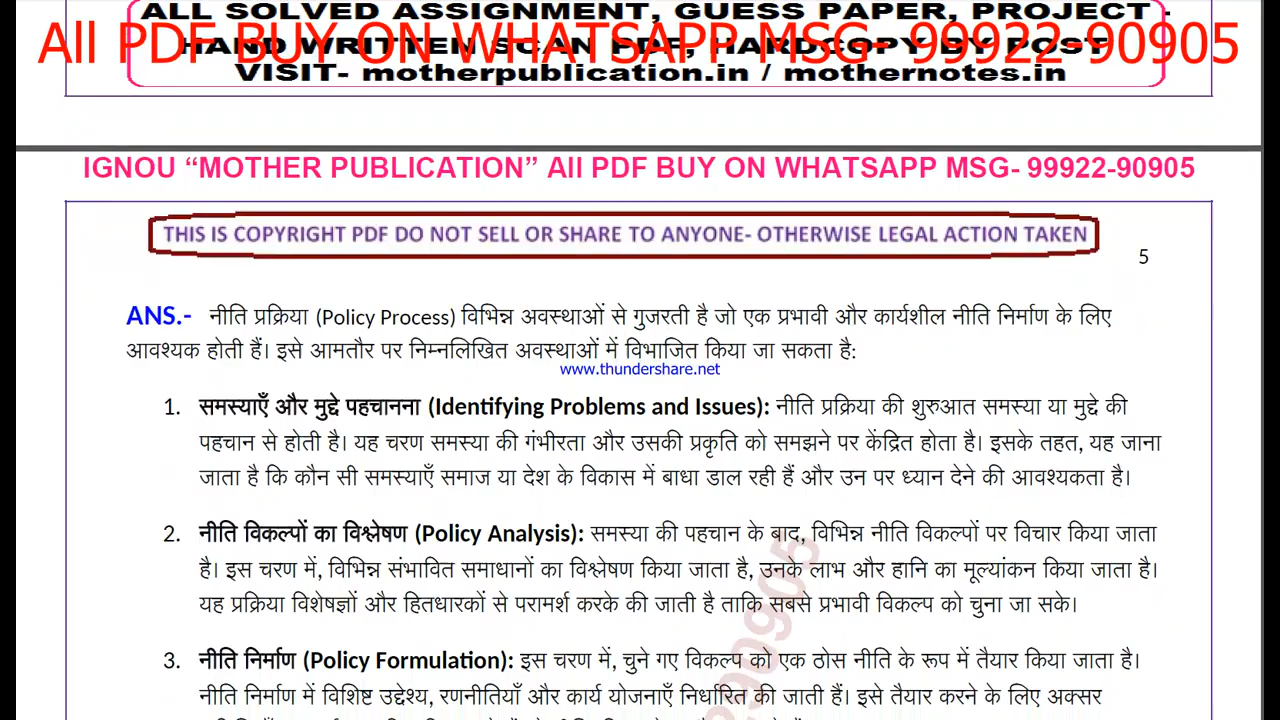 ALL SOLVED ASSIGNMENT, GUESS PAPER, PROJECT -
All PDF BUY ON WHATSAPP MSG- 99922-90905
HAND WRITTEN SCAN PDF, HARDCOPY BY POST
VISIT- motherpublication.in / mothernotes.in
IGNOU “MOTHER PUBLICATION” All PDF BUY ON WHATSAPP MSG- 99922-90905
THIS IS COPYRIGHT PDF DO NOT SELL OR SHARE TO ANYONE- OTHERWISE LEGAL ACTION TAKEN
5
ANS.- नीति प्रक्रिया (Policy Process) विभिन्न अवस्थाओं से गुजरती है जो एक प्रभावी और कार्यशील नीति निर्माण के लिए
आवश्यक होती हैं। इसे आमतौर पर निम्नलिखित अवस्थाओं में विभाजित किया जा सकता है:
www.thundershare.net
1. समस्याएँ और मुद्दे पहचानना (Identifying Problems and Issues): नीति प्रक्रिया की शुरुआत समस्या या मुद्दे की
पहचान से होती है। यह चरण समस्या की गंभीरता और उसकी प्रकृति को समझने पर केंद्रित होता है। इसके तहत, यह जाना
जाता है कि कौन सी समस्याएँ समाज या देश के विकास में बाधा डाल रही हैं और उन पर ध्यान देने की आवश्यकता है।
2. नीति विकल्पों का विश्लेषण (Policy Analysis): समस्या की पहचान के बाद, विभिन्न नीति विकल्पों पर विचार किया जाता
है। इस चरण में, विभिन्न संभावित समाधानों का विश्लेषण किया जाता है, उनके लाभ और हानि का मूल्यांकन किया जाता है।
यह प्रक्रिया विशेषज्ञों और हितधारकों से परामर्श करके की जाती है ताकि सबसे प्रभावी विकल्प को चुना जा सके।
3. नीति निर्माण (Policy Formulation): इस चरण में, चुने गए विकल्प को एक ठोस नीति के रूप में तैयार किया जाता है।
नीति निर्माण में विशिष्ट उद्देश्य, रणनीतियाँ और कार्य योजनाएँ निर्धारित की जाती हैं। इसे तैयार करने के लिए अक्सर